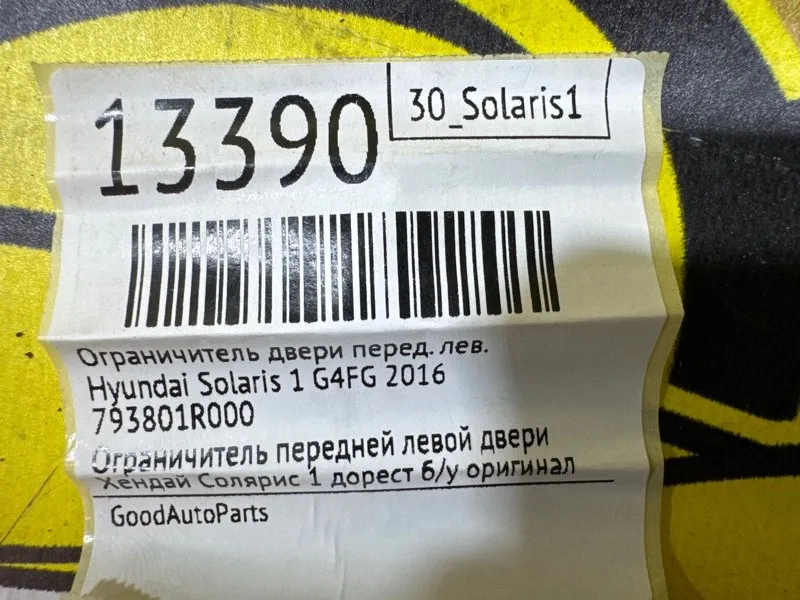 13390
30_Solaris1
Ограничитель двери перед. лев.
Hyundai Solaris 1 G4FG 2016
793801R000
Ограничитель передней левой двери
Хендай Солярис 1 дорест б/у оригинал
GoodAutoParts